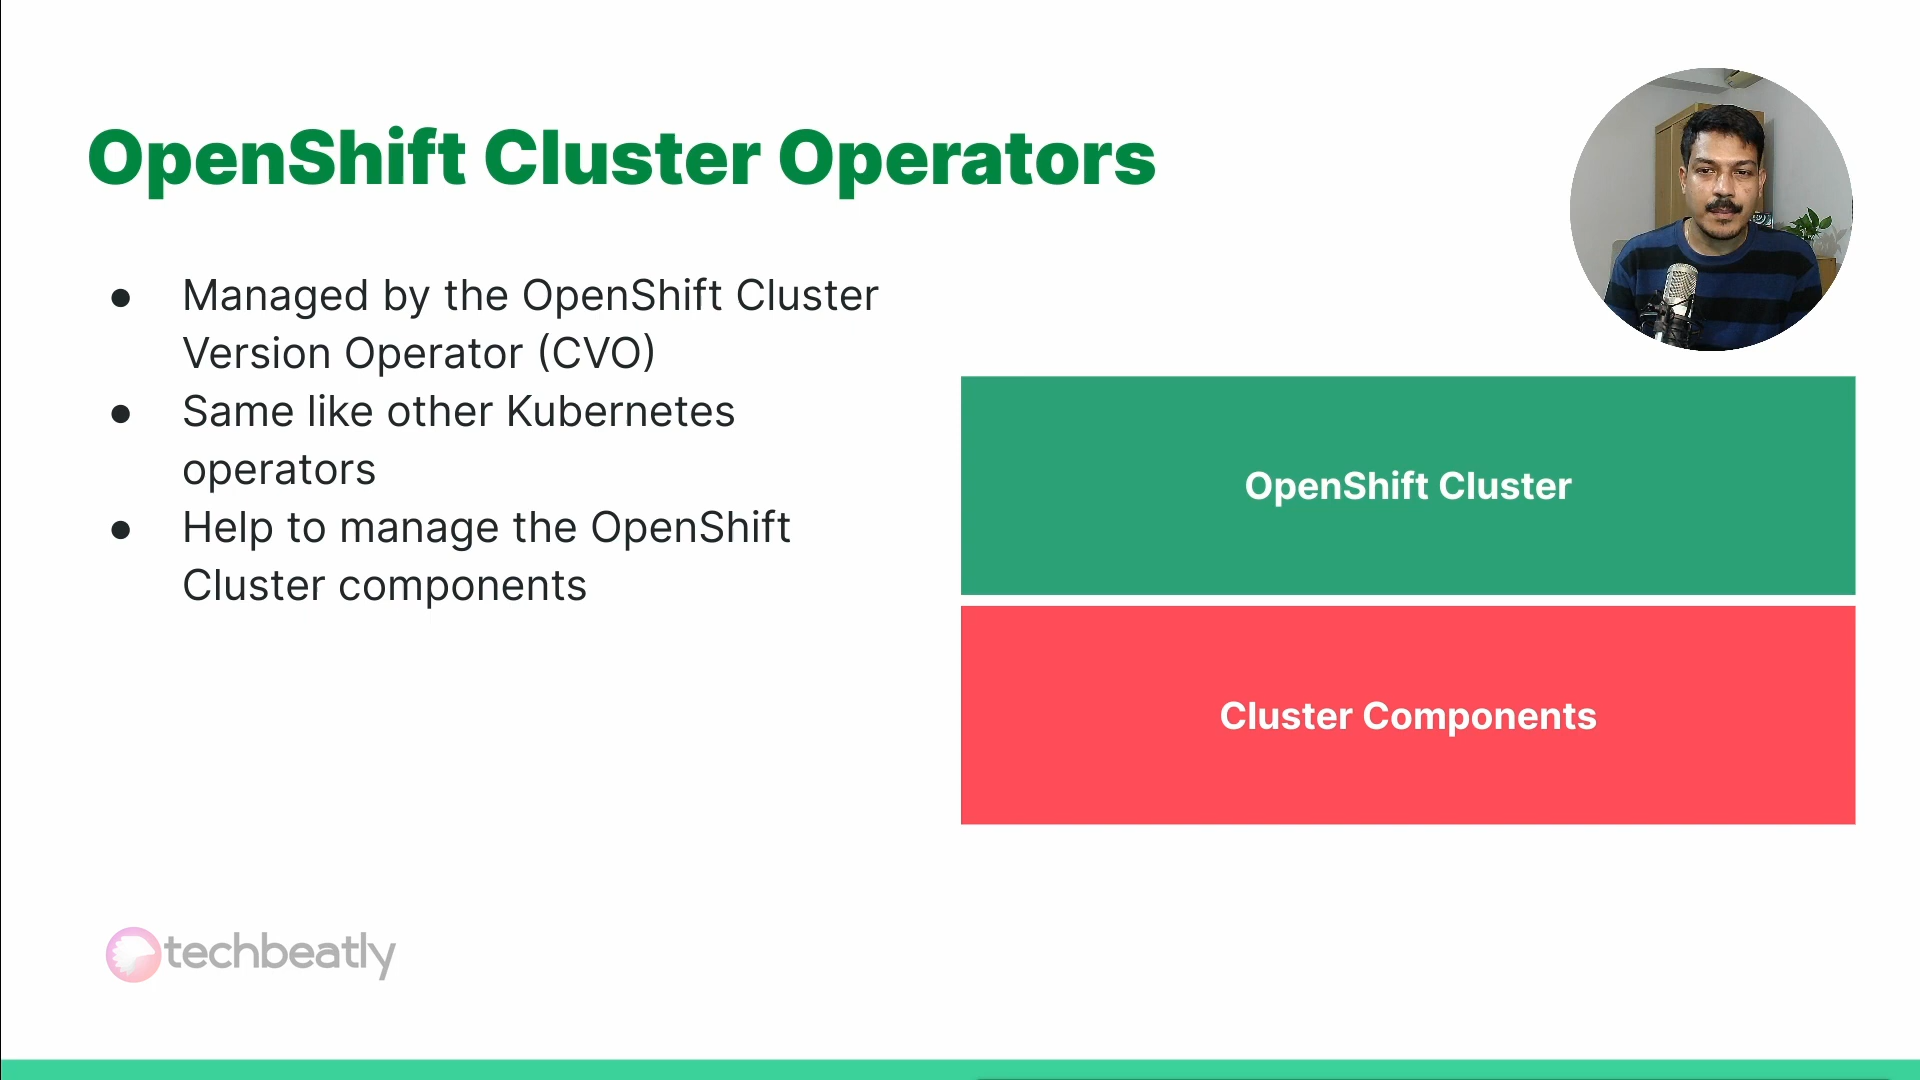 OpenShift Cluster Operators
● Managed by the OpenShift Cluster
Version Operator (CVO)
● Same like other Kubernetes
operators
● Help to manage the OpenShift
Cluster components
OpenShift Cluster
Cluster Components
techbeatly